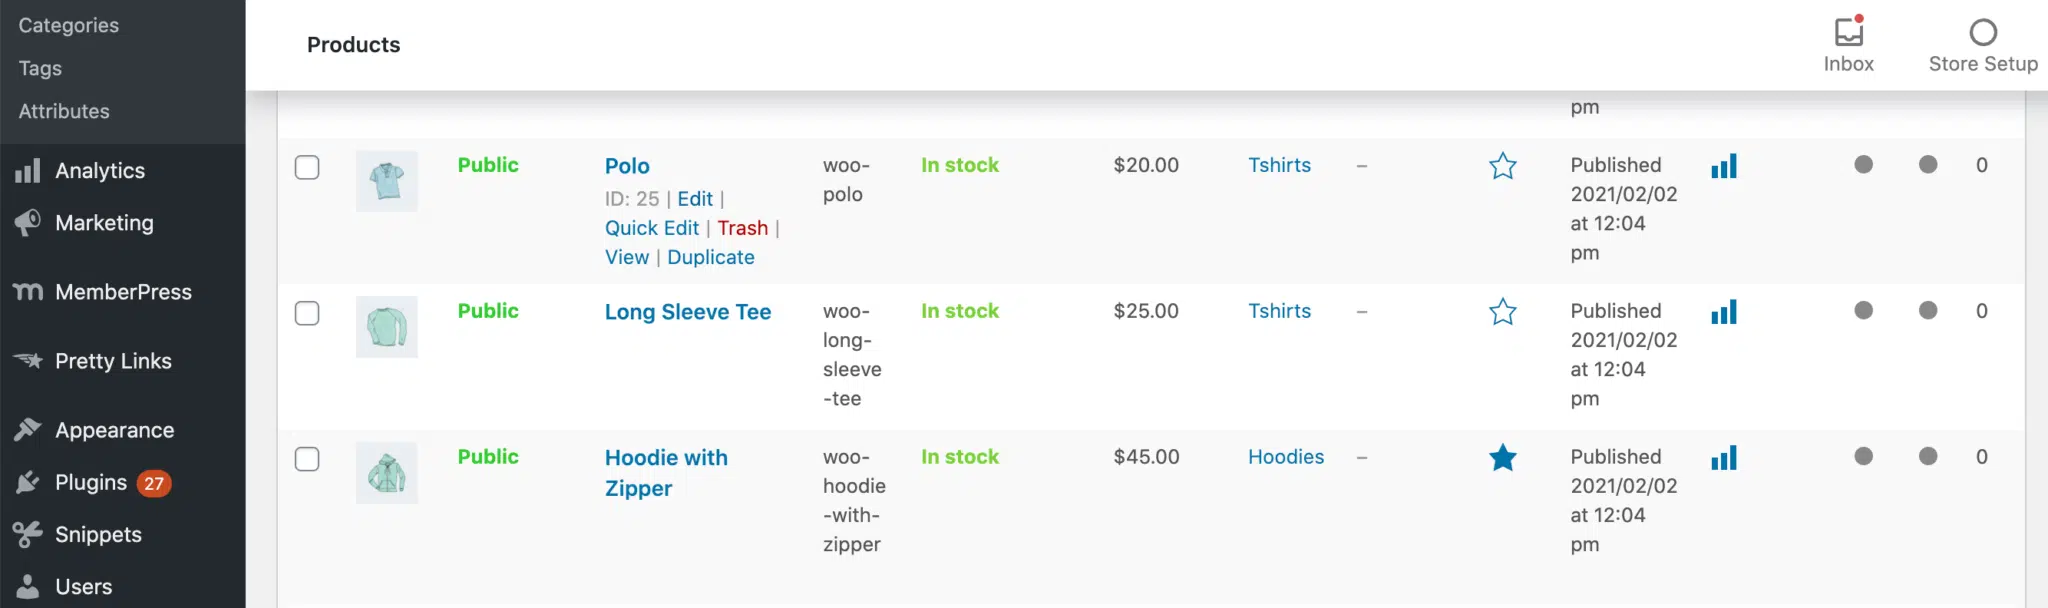 Categories
Tags
Attributes
Analytics
Marketing
MemberPress
Pretty Links
Appearance
Plugins 27
Snippets
Users
Products
Inbox
Store Setup
pm
Public
Polo
ID: 25 | Edit |
Quick Edit | Trash |
View | Duplicate
woo-
polo
In stock
$20.00
Tshirts
–
Published
2021/02/02
at 12:04
pm
0
Public
Long Sleeve Tee
woo-
long-
sleeve
-tee
In stock
$25.00
Tshirts
–
Published
2021/02/02
at 12:04
pm
0
Public
Hoodie with
Zipper
woo-
hoodie
-with-
zipper
In stock
$45.00
Hoodies
–
Published
2021/02/02
at 12:04
pm
0